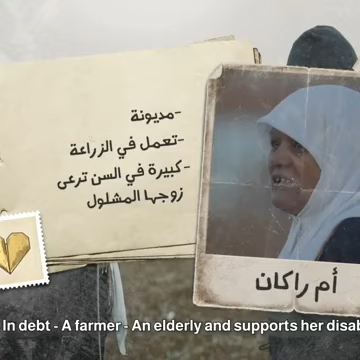 -مديونة
-تعمل في الزراعة
-كبيرة في السن ترعى
زوجها المشلول
أم راكان
In debt - A farmer - An elderly and supports her disab